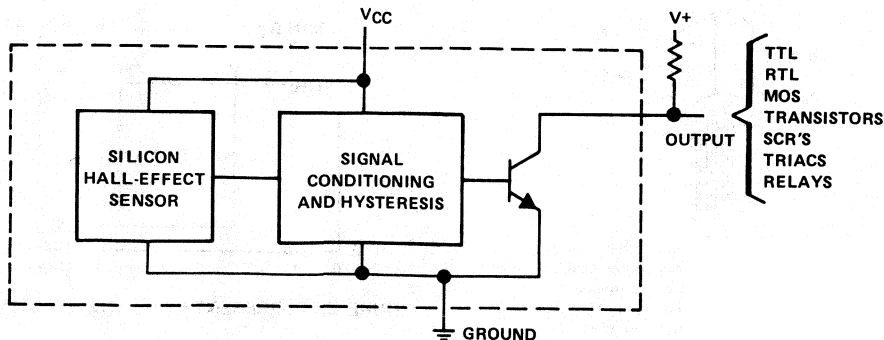 VCC
V+
TTL
RTL
MOS
TRANSISTORS
SCR'S
TRIACS
RELAYS
OUTPUT
SILICON
HALL-EFFECT
SENSOR
SIGNAL
CONDITIONING
AND HYSTERESIS
GROUND